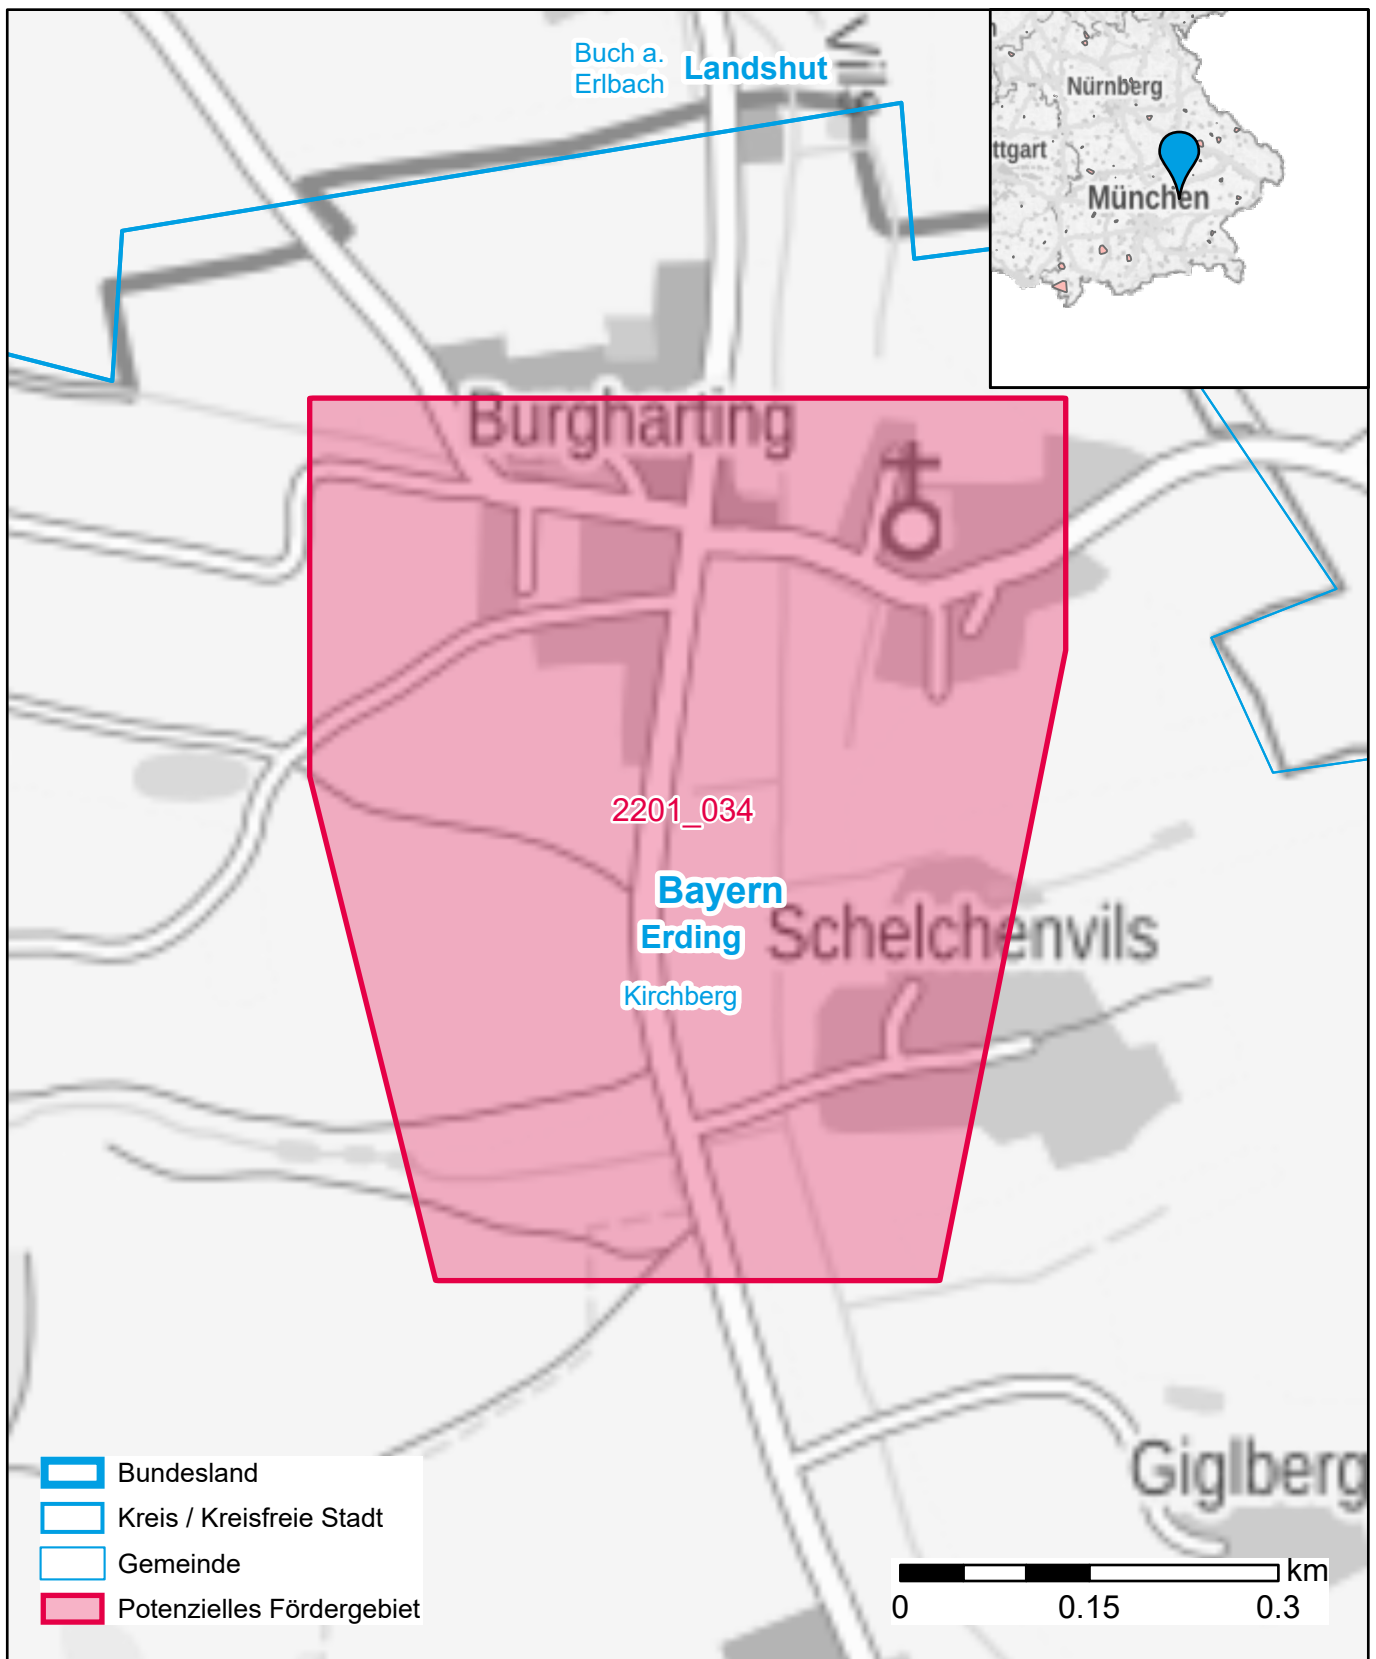 Buch a.
Erlbach
Landshut
Vils
Nürnberg
ttgart
München
Burgharting
2201_034
Bayern
Erding
Kirchberg
Schelchenvils
Giglberg
Bundesland
Kreis / Kreisfreie Stadt
Gemeinde
Potenzielles Fördergebiet
km
0 0.15 0.3